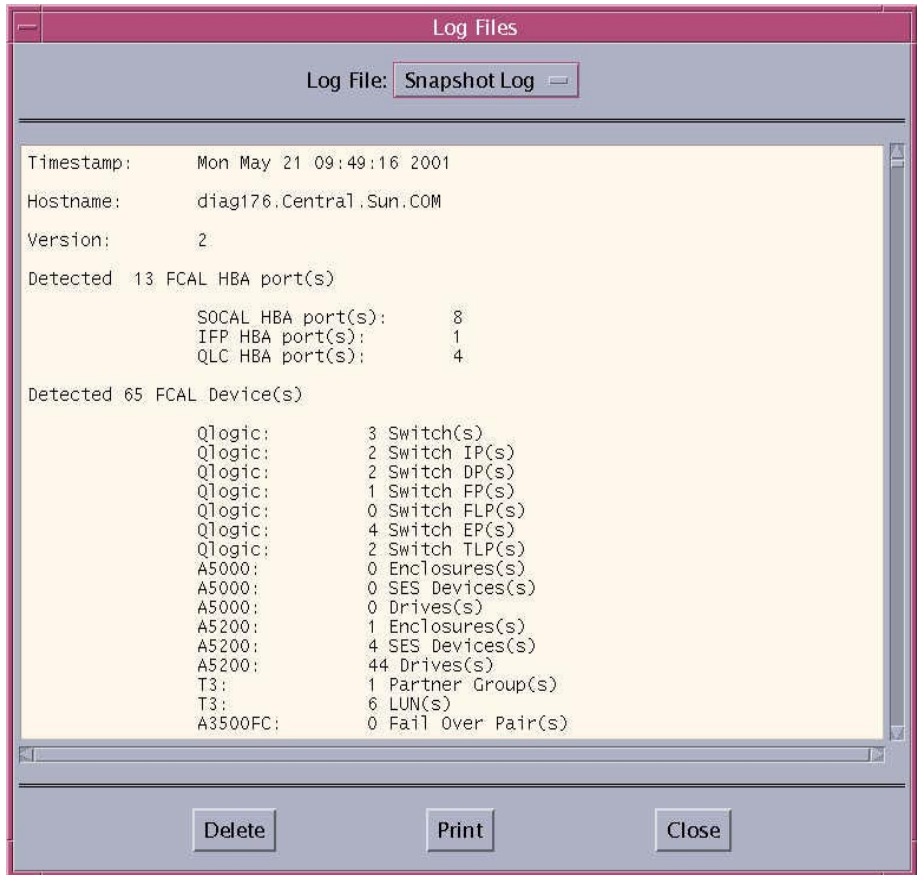 Log Files
Log File: Snapshot Log
Timestamp: Mon May 21 09:49:16 2001
Hostname: diag176.Central.Sun.COM
Version: 2
Detected 13 FCAL HBA port(s)
SOCAL HBA port(s): 8
IFP HBA port(s): 1
QLC HBA port(s): 4
Detected 65 FCAL Device(s)
Qlogic: 3 Switch(s)
Qlogic: 2 Switch IP(s)
Qlogic: 2 Switch DP(s)
Qlogic: 1 Switch FP(s)
Qlogic: 0 Switch FLP(s)
Qlogic: 4 Switch EP(s)
Qlogic: 2 Switch TLP(s)
A5000: 0 Enclosures(s)
A5000: 0 SES Devices(s)
A5000: 0 Drives(s)
A5200: 1 Enclosures(s)
A5200: 4 SES Devices(s)
A5200: 44 Drives(s)
T3: 1 Partner Group(s)
T3: 6 LUN(s)
A3500FC: 0 Fail Over Pair(s)
Delete Print Close